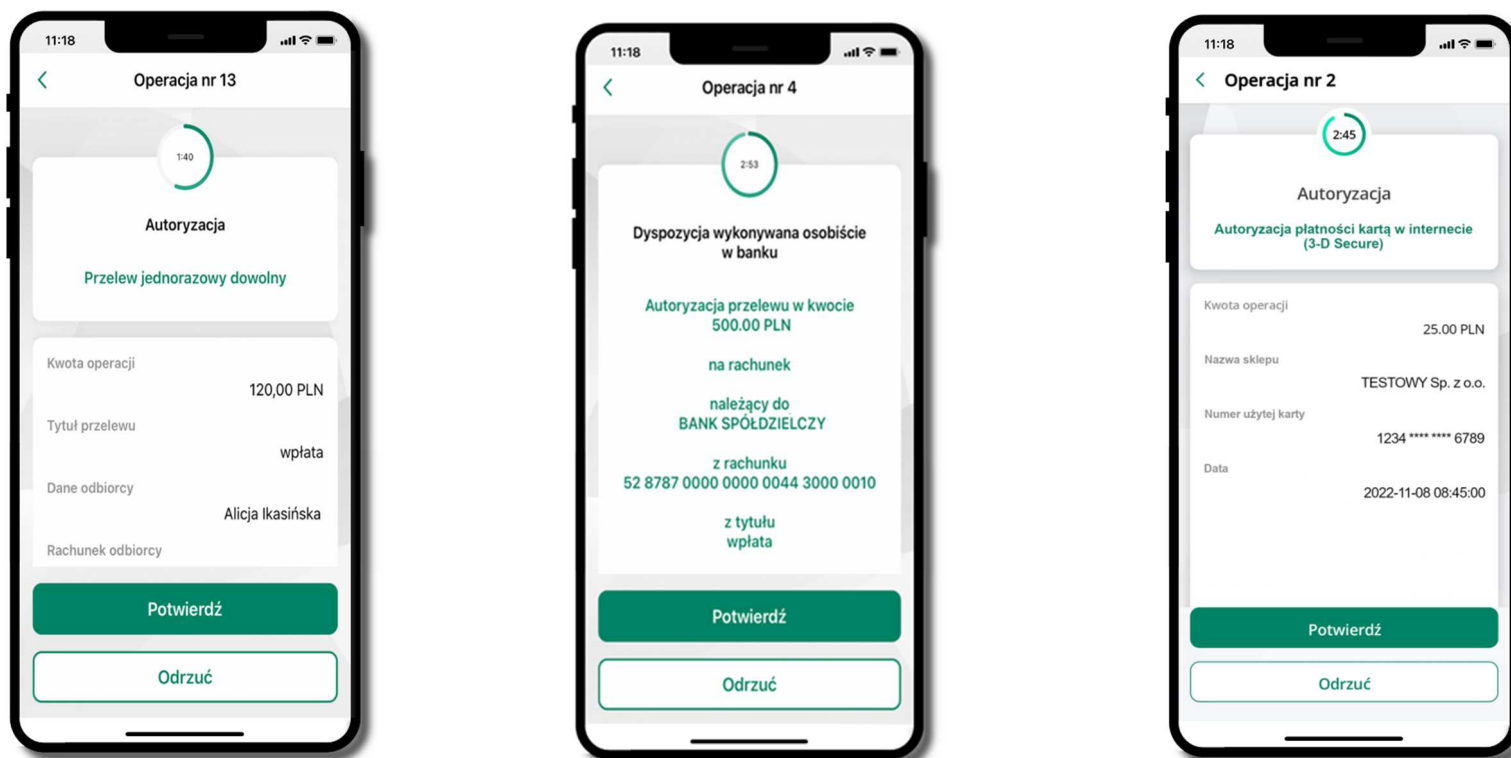 11:18
Operacja nr 13
1:40
Autoryzacja
Przelew jednorazowy dowolny
Kwota operacji
120,00 PLN
Tytuł przelewu
wpłata
Dane odbiorcy
Alicja Ikasińska
Rachunek odbiorcy
Potwierdź
Odrzuć
11:18
Operacja nr 4
2:53
Dyspozycja wykonywana osobiście
w banku
Autoryzacja przelewu w kwocie
500.00 PLN
na rachunek
należący do
BANK SPÓŁDZIELCZY
z rachunku
52 8787 0000 0000 0044 3000 0010
z tytułu
wpłata
Potwierdź
Odrzuć
11:18
Operacja nr 2
2:45
Autoryzacja
Autoryzacja płatności kartą w internecie
(3-D Secure)
Kwota operacji
25.00 PLN
Nazwa sklepu
TESTOWY Sp. z o.o.
Numer użytej karty
1234 **** **** 6789
Data
2022-11-08 08:45:00
Potwierdź
Odrzuć